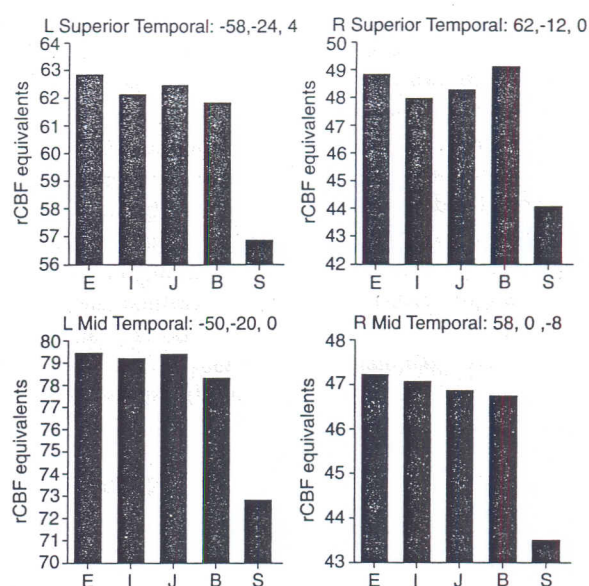 L Superior Temporal: -58,-24, 4
64
63
62
61
60
59
58
57
56
rCBF equivalents
E I J B S
R Superior Temporal: 62,-12, 0
50
49
48
47
46
45
44
43
42
rCBF equivalents
E I J B S
L Mid Temporal: -50,-20, 0
80
79
78
77
76
75
74
73
72
71
70
rCBF equivalents
E I J B S
R Mid Temporal: 58, 0 ,-8
48
47
46
45
44
43
rCBF equivalents
E I J B S